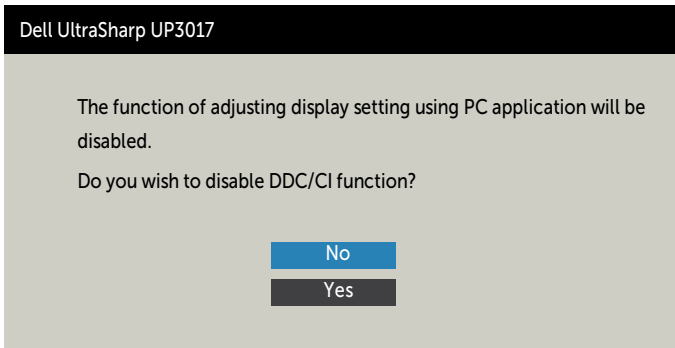 Dell UltraSharp UP3017
The function of adjusting display setting using PC application will be
disabled.
Do you wish to disable DDC/CI function?
No
Yes